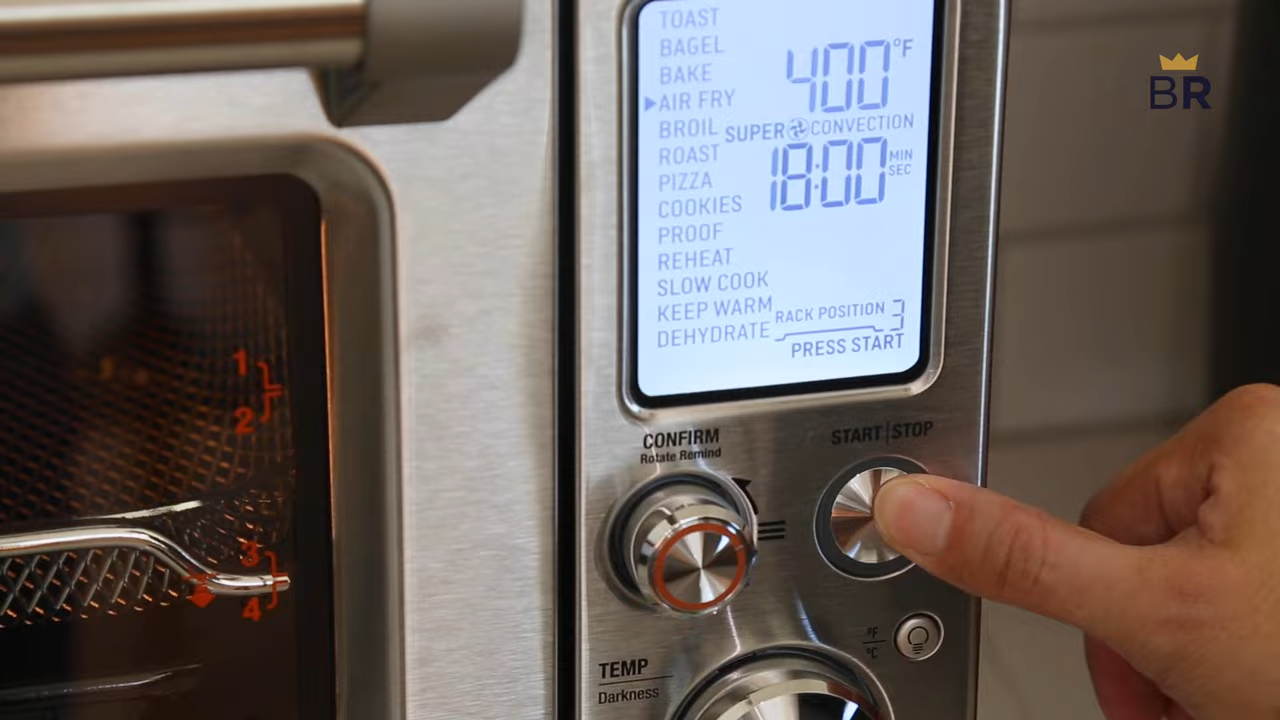 TOAST
BAGEL
BAKE
AIR FRY
BROIL
ROAST
PIZZA
COOKIES
PROOF
REHEAT
SLOW COOK
KEEP WARM
DEHYDRATE
400°F
SUPER CONVECTION
18:00 MIN SEC
RACK POSITION 3
PRESS START
BR
1
2
3
4
CONFIRM
Rotate Remind
START|STOP
°F
°C
TEMP
Darkness